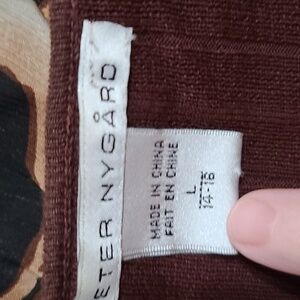 ETER NYGÅRD
MADE IN CHINA
FAIT EN CHINE
L
14-16